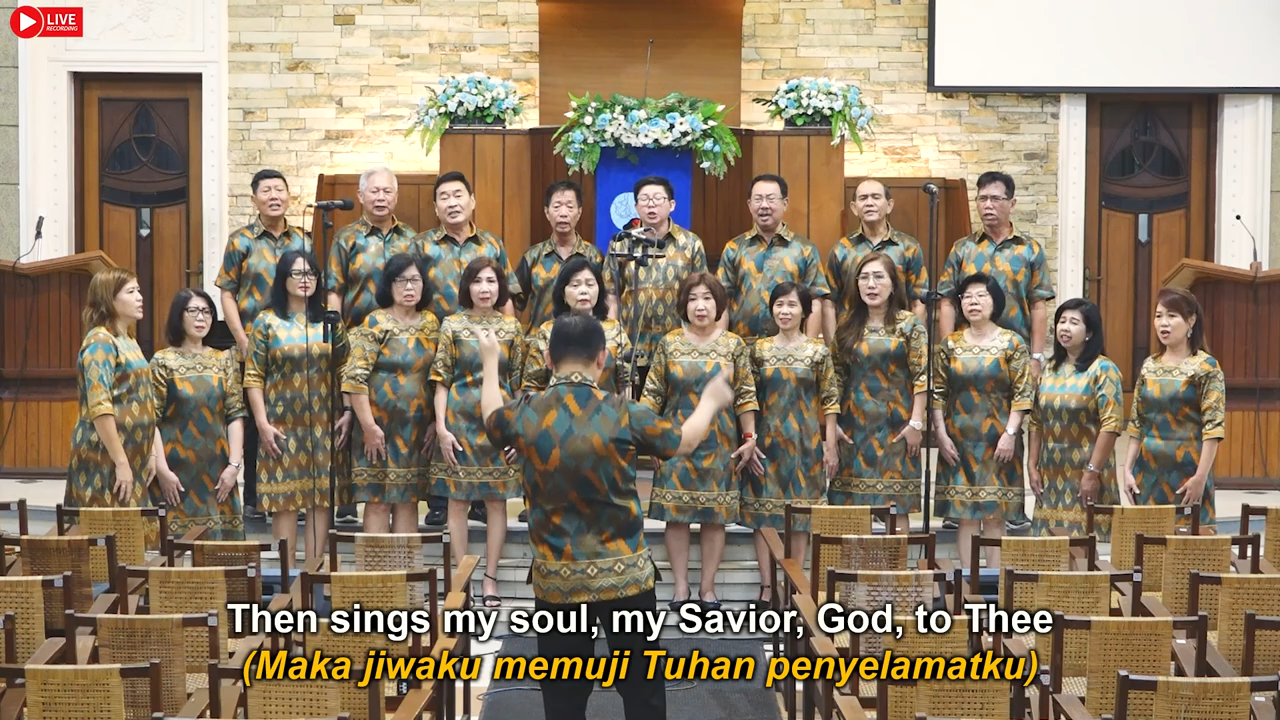 LIVE
RECORDING
Then sings my soul, my Savior, God, to Thee
(Maka jiwaku memuji Tuhan penyelamatku)